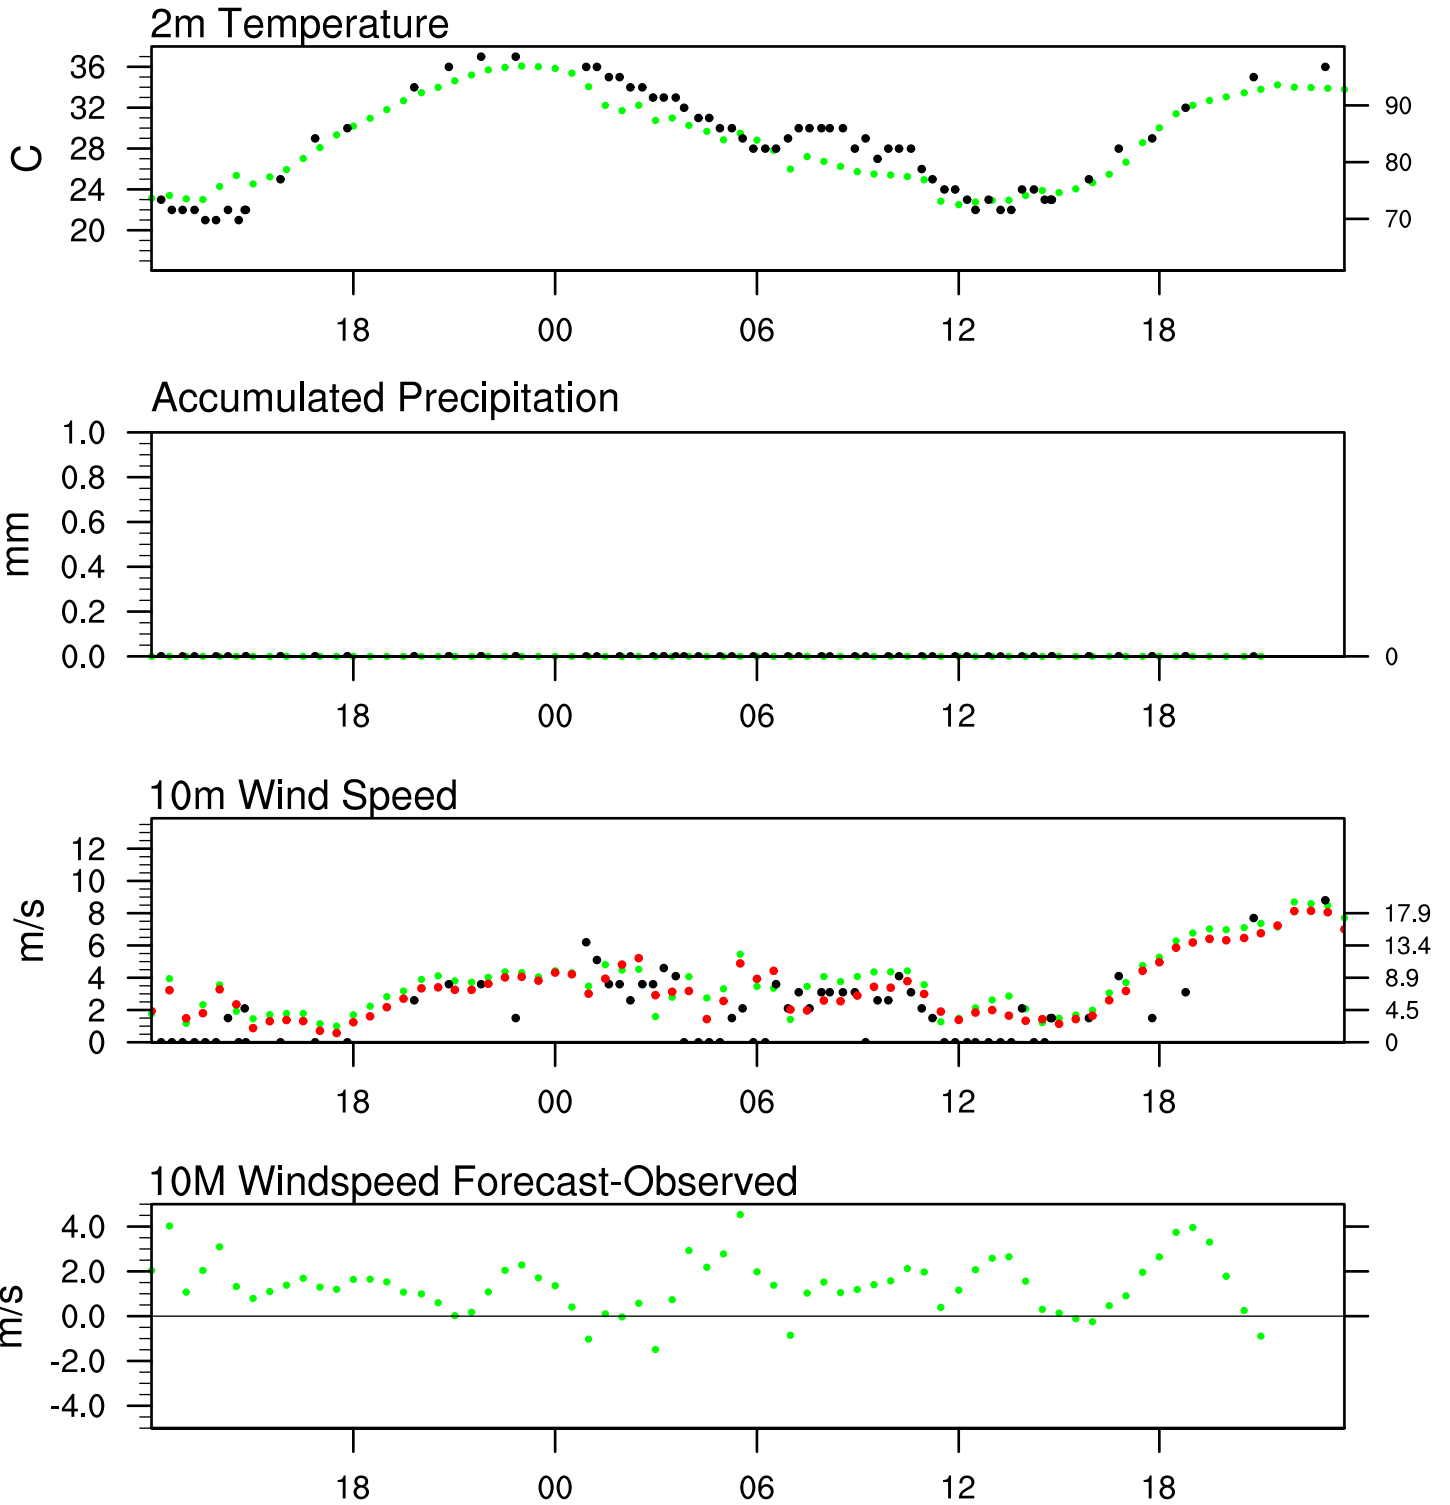 2m Temperature
36
32
28
24
20
C
90
80
70
18 00 06 12 18
Accumulated Precipitation
1.0
0.8
0.6
0.4
0.2
0.0
mm
0
18 00 06 12 18
10m Wind Speed
12
10
8
6
4
2
0
m/s
17.9
13.4
8.9
4.5
0
18 00 06 12 18
10M Windspeed Forecast-Observed
4.0
2.0
0.0
-2.0
-4.0
m/s
18 00 06 12 18